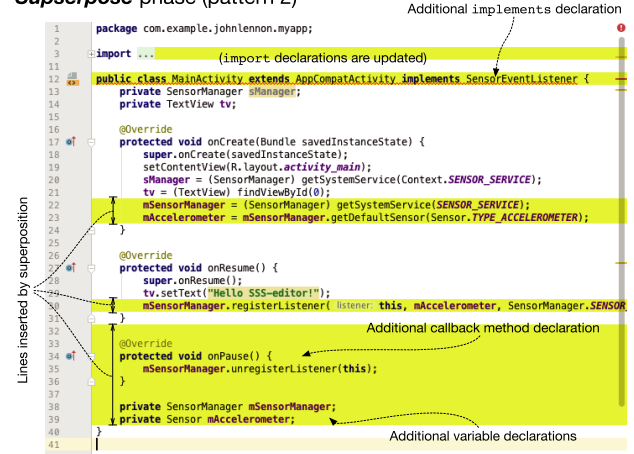 Superpose phase (pattern 2)
Additional implements declaration
1 package com.example.johnlennon.myapp;
2
3 import ...
(import declarations are updated)
11
12 public class MainActivity extends AppCompatActivity implements SensorEventListener {
13 private SensorManager sManager;
14 private TextView tv;
15
16 @Override
17 protected void onCreate(Bundle savedInstanceState) {
18 super.onCreate(savedInstanceState);
19 setContentView(R.layout.activity_main);
20 sManager = (SensorManager) getSystemService(Context.SENSOR_SERVICE);
21 tv = (TextView) findViewById(0);
22 mSensorManager = (SensorManager) getSystemService(SENSOR_SERVICE);
23 mAccelerometer = mSensorManager.getDefaultSensor(Sensor.TYPE_ACCELEROMETER);
24 }
25
26 @Override
27 protected void onResume() {
28 super.onResume();
29 tv.setText("Hello SSS-editor!");
30 mSensorManager.registerListener( listener: this, mAccelerometer, SensorManager.SENSOR
31 }
32
Additional callback method declaration
33 @Override
34 protected void onPause() {
35 mSensorManager.unregisterListener(this);
36 }
37
38 private SensorManager mSensorManager;
39 private Sensor mAccelerometer;
40 }
Additional variable declarations
41
Lines inserted by superposition